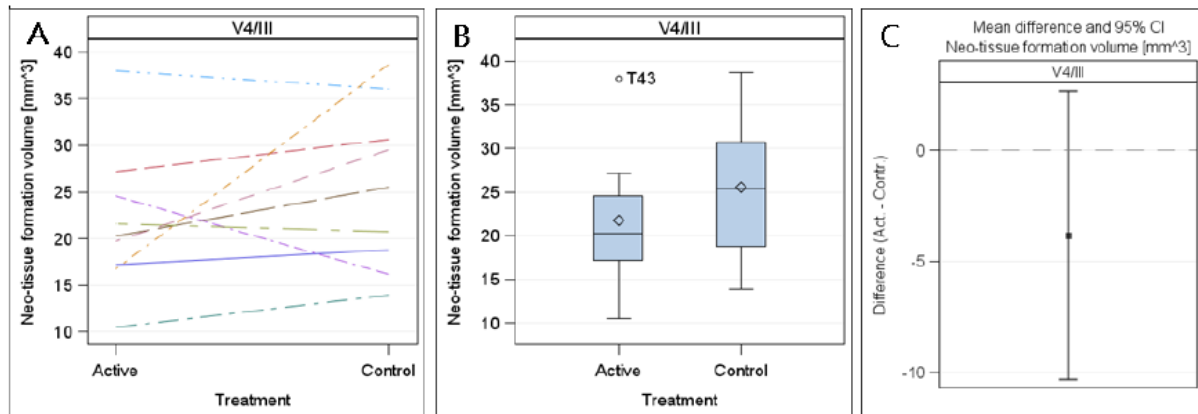 A
V4/III
Neo-tissue formation volume [mm^3]
40
35
30
25
20
15
10
Active
Control
Treatment
B
V4/III
Neo-tissue formation volume [mm^3]
40
35
30
25
20
15
10
T43
Active
Control
Treatment
C
Mean difference and 95% CI
Neo-tissue formation volume [mm^3]
V4/III
Difference (Act. - Contr.)
0
-5
-10